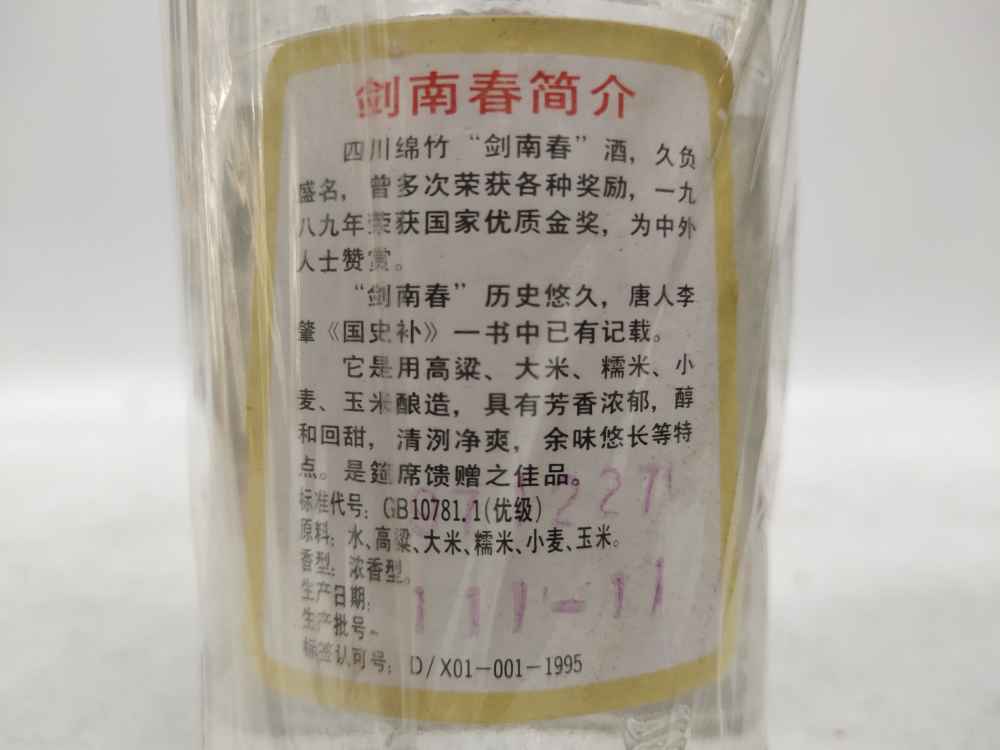 剑南春简介
四川绵竹“剑南春”酒，久负
盛名，曾多次荣获各种奖励，一九
八九年荣获国家优质金奖，为中外
人士赞赏。
“剑南春”历史悠久，唐人李
肇《国史补》一书中已有记载。
它是用高粱、大米、糯米、小
麦、玉米酿造，具有芳香浓郁，醇
和回甜，清洌净爽，余味悠长等特
点。是筵席馈赠之佳品。
标准代号：GB10781.1(优级)
原料：水、高粱、大米、糯米、小麦、玉米。
香型：浓香型。
生产日期：
生产批号：
标签认可号：D/X01-001-1995